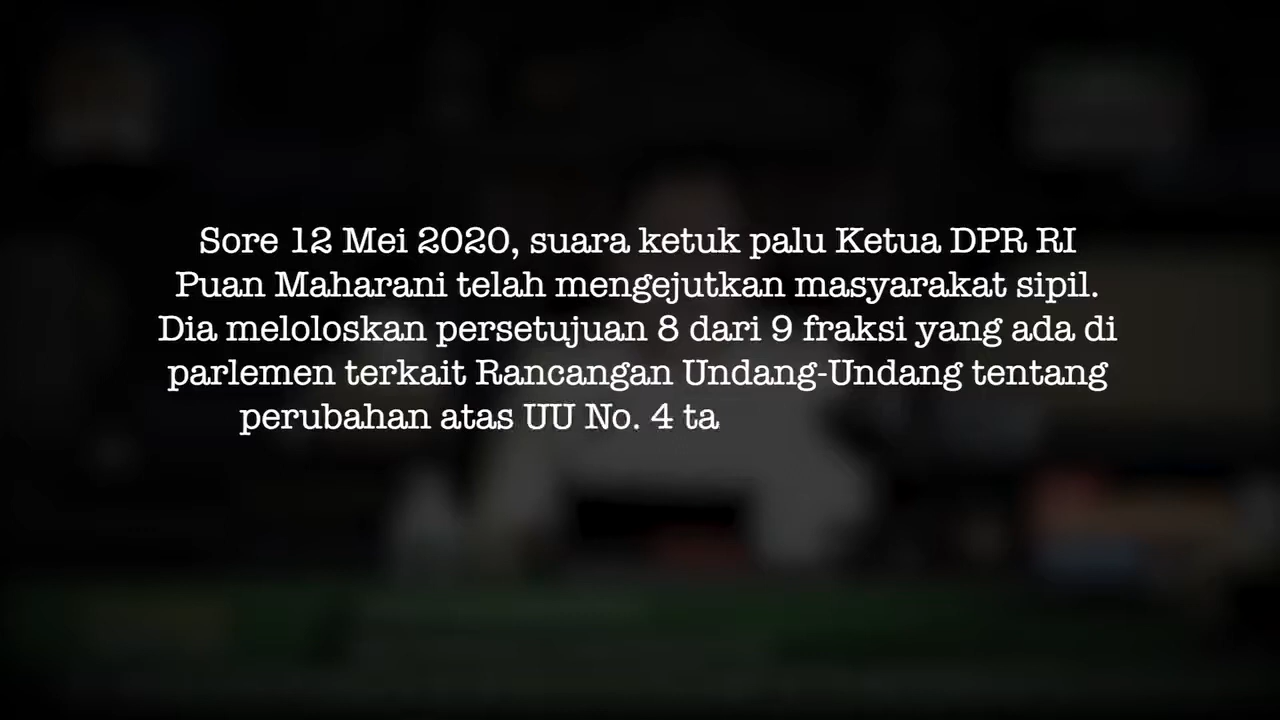 Sore 12 Mei 2020, suara ketuk palu Ketua DPR RI
Puan Maharani telah mengejutkan masyarakat sipil.
Dia meloloskan persetujuan 8 dari 9 fraksi yang ada di
parlemen terkait Rancangan Undang-Undang tentang
perubahan atas UU No. 4 ta